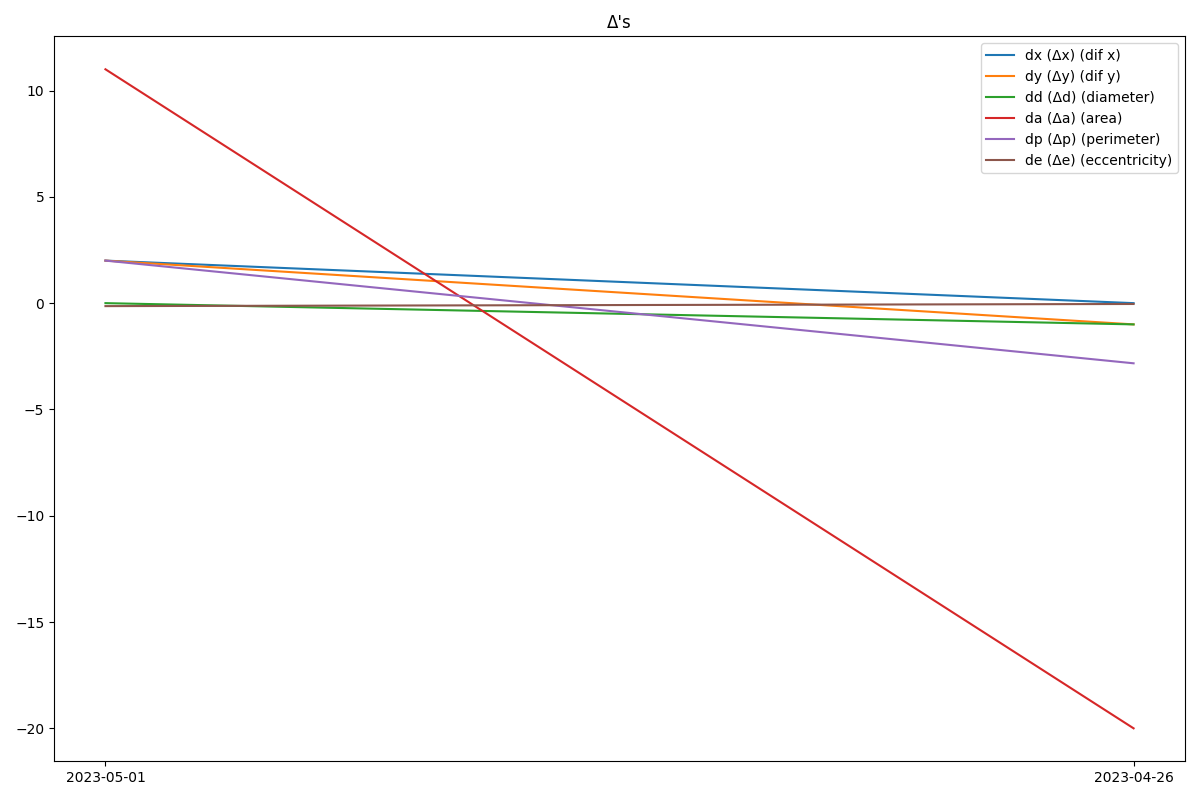 Δ's
dx (Δx) (dif x)
dy (Δy) (dif y)
dd (Δd) (diameter)
da (Δa) (area)
dp (Δp) (perimeter)
de (Δe) (eccentricity)
10
5
0
−5
−10
−15
−20
2023-05-01
2023-04-26